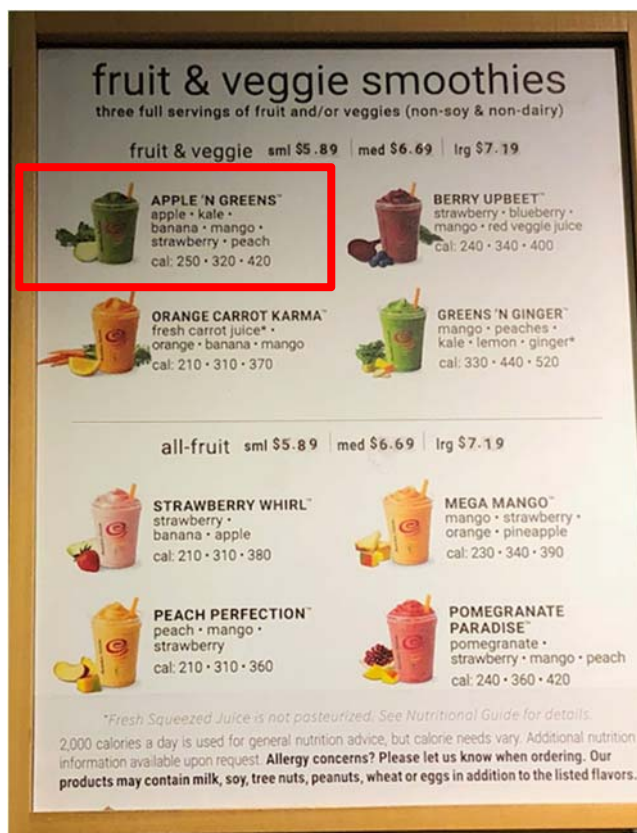 fruit & veggie smoothies
three full servings of fruit and/or veggies (non-soy & non-dairy)
fruit & veggie sml $5.89 | med $6.69 | lrg $7.19
APPLE 'N GREENS™
apple • kale •
banana • mango •
strawberry • peach
cal: 250 • 320 • 420
BERRY UPBEET™
strawberry • blueberry •
mango • red veggie juice
cal: 240 • 340 • 400
ORANGE CARROT KARMA™
fresh carrot juice* •
orange • banana • mango
cal: 210 • 310 • 370
GREENS 'N GINGER™
mango • peaches •
kale • lemon • ginger*
cal: 330 • 440 • 520
all-fruit sml $5.89 | med $6.69 | lrg $7.19
STRAWBERRY WHIRL™
strawberry •
banana • apple
cal: 210 • 310 • 380
MEGA MANGO™
mango • strawberry •
orange • pineapple
cal: 230 • 340 • 390
PEACH PERFECTION™
peach • mango •
strawberry
cal: 210 • 310 • 360
POMEGRANATE
PARADISE™
pomegranate •
strawberry • mango • peach
cal: 240 • 360 • 420
*Fresh Squeezed Juice is not pasteurized. See Nutritional Guide for details.
2,000 calories a day is used for general nutrition advice, but calorie needs vary. Additional nutrition
information available upon request. Allergy concerns? Please let us know when ordering. Our
products may contain milk, soy, tree nuts, peanuts, wheat or eggs in addition to the listed flavors.